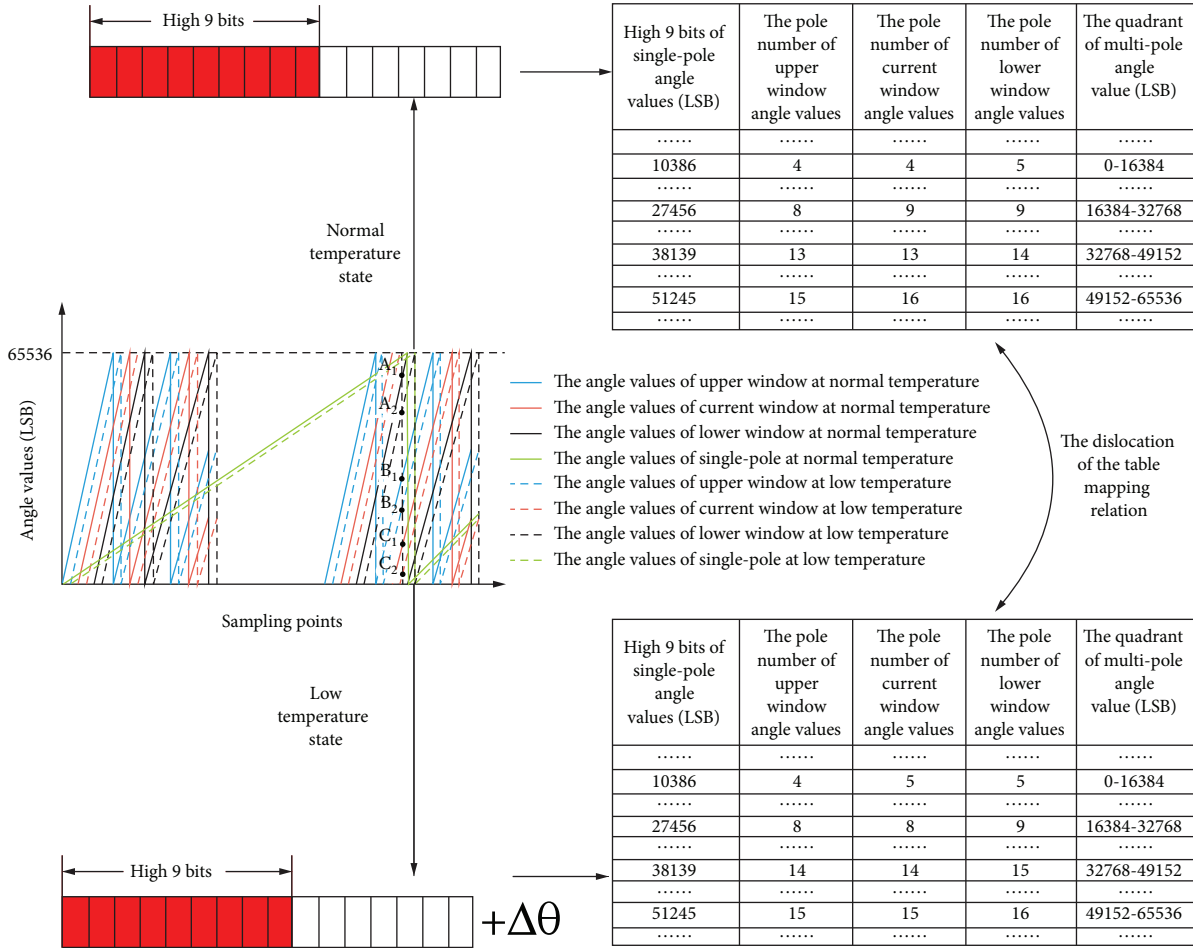 High 9 bits
High 9 bits of single-pole angle values (LSB)
The pole number of upper window angle values
The pole number of current window angle values
The pole number of lower window angle values
The quadrant of multi-pole angle value (LSB)
...... ...... ...... ...... ......
10386 4 4 5 0-16384
...... ...... ...... ...... ......
27456 8 9 9 16384-32768
...... ...... ...... ...... ......
38139 13 13 14 32768-49152
...... ...... ...... ...... ......
51245 15 16 16 49152-65536
...... ...... ...... ...... ......
Normal
temperature
state
65536
Angle values (LSB)
A1
A2
B1
B2
C1
C2
Sampling points
The angle values of upper window at normal temperature
The angle values of current window at normal temperature
The angle values of lower window at normal temperature
The angle values of single-pole at normal temperature
The angle values of upper window at low temperature
The angle values of current window at low temperature
The angle values of lower window at low temperature
The angle values of single-pole at low temperature
The dislocation
of the table
mapping
relation
Low
temperature
state
High 9 bits of single-pole angle values (LSB)
The pole number of upper window angle values
The pole number of current window angle values
The pole number of lower window angle values
The quadrant of multi-pole angle value (LSB)
...... ...... ...... ...... ......
10386 4 5 5 0-16384
...... ...... ...... ...... ......
27456 8 8 9 16384-32768
...... ...... ...... ...... ......
38139 14 14 15 32768-49152
...... ...... ...... ...... ......
51245 15 15 16 49152-65536
...... ...... ...... ...... ......
High 9 bits
+Δθ